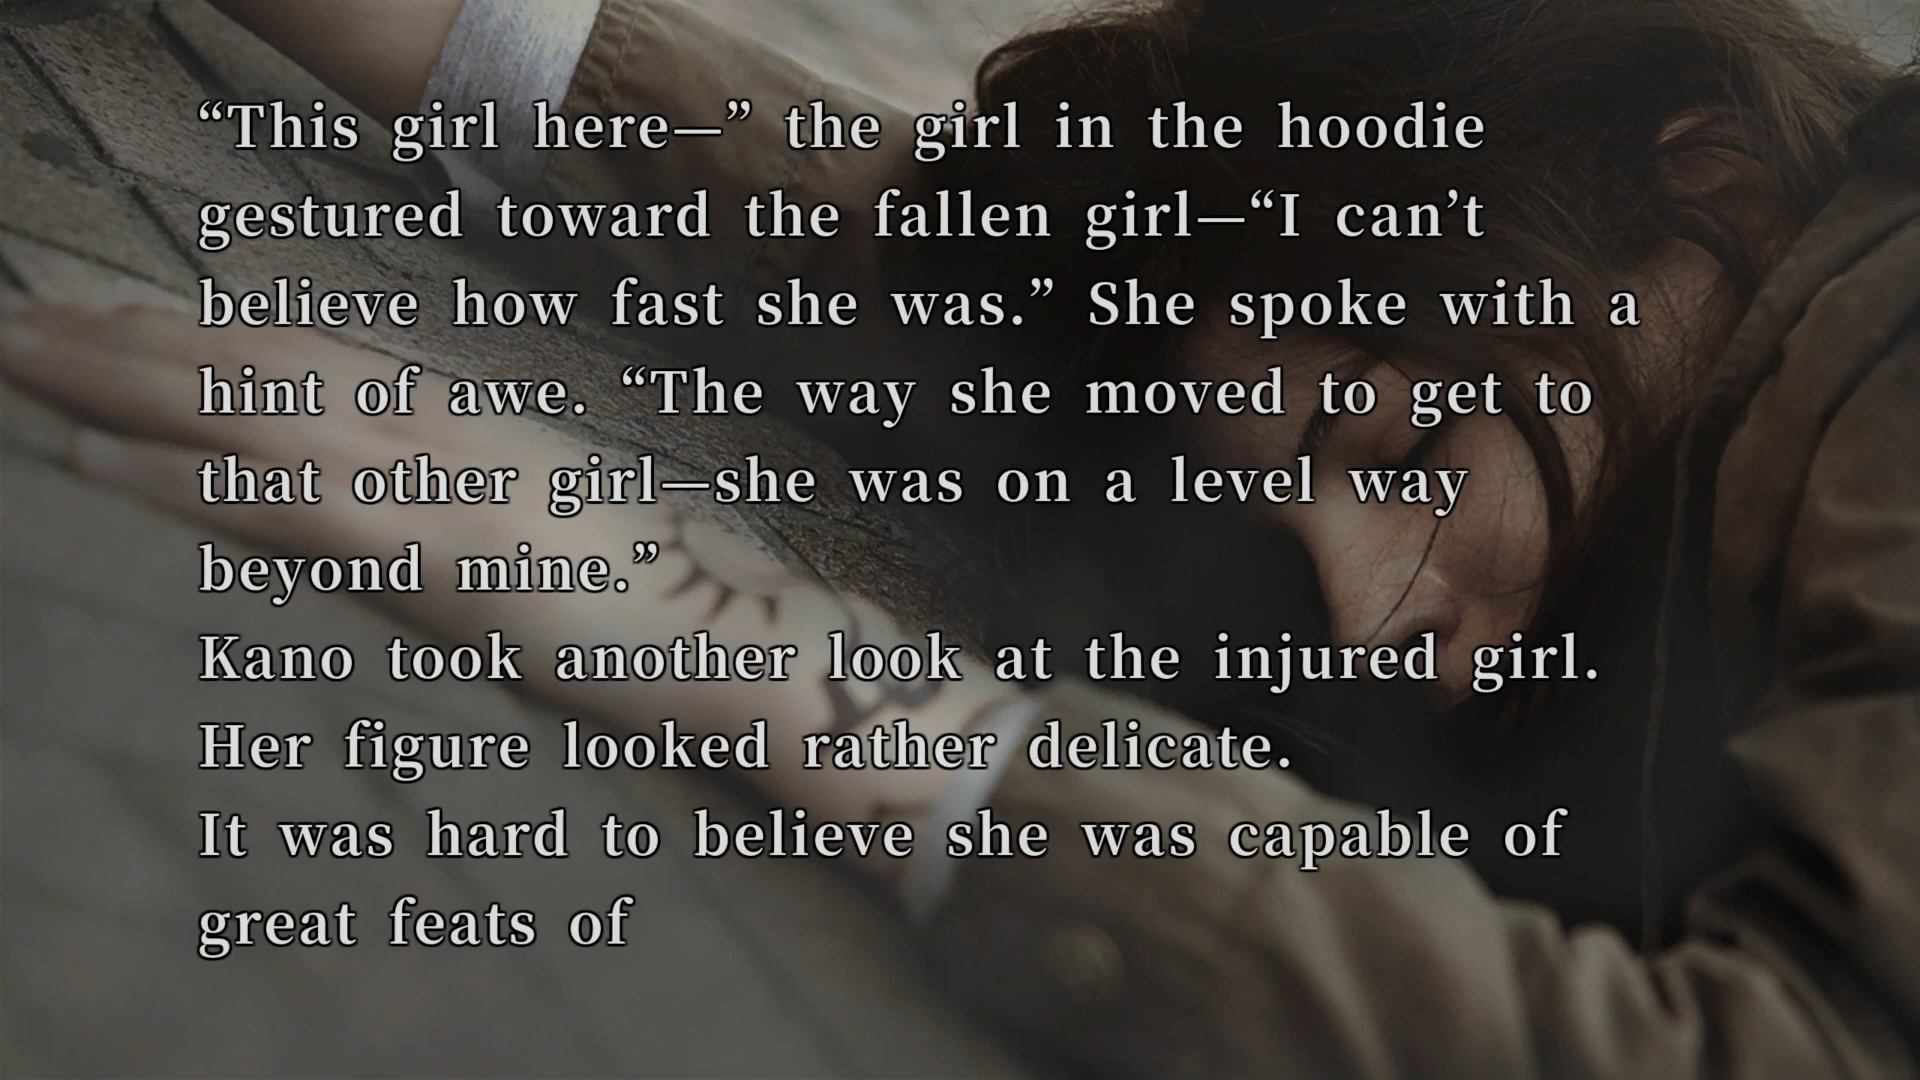 “This girl here—” the girl in the hoodie
gestured toward the fallen girl—“I can’t
believe how fast she was.” She spoke with a
hint of awe. “The way she moved to get to
that other girl—she was on a level way
beyond mine.”
Kano took another look at the injured girl.
Her figure looked rather delicate.
It was hard to believe she was capable of
great feats of